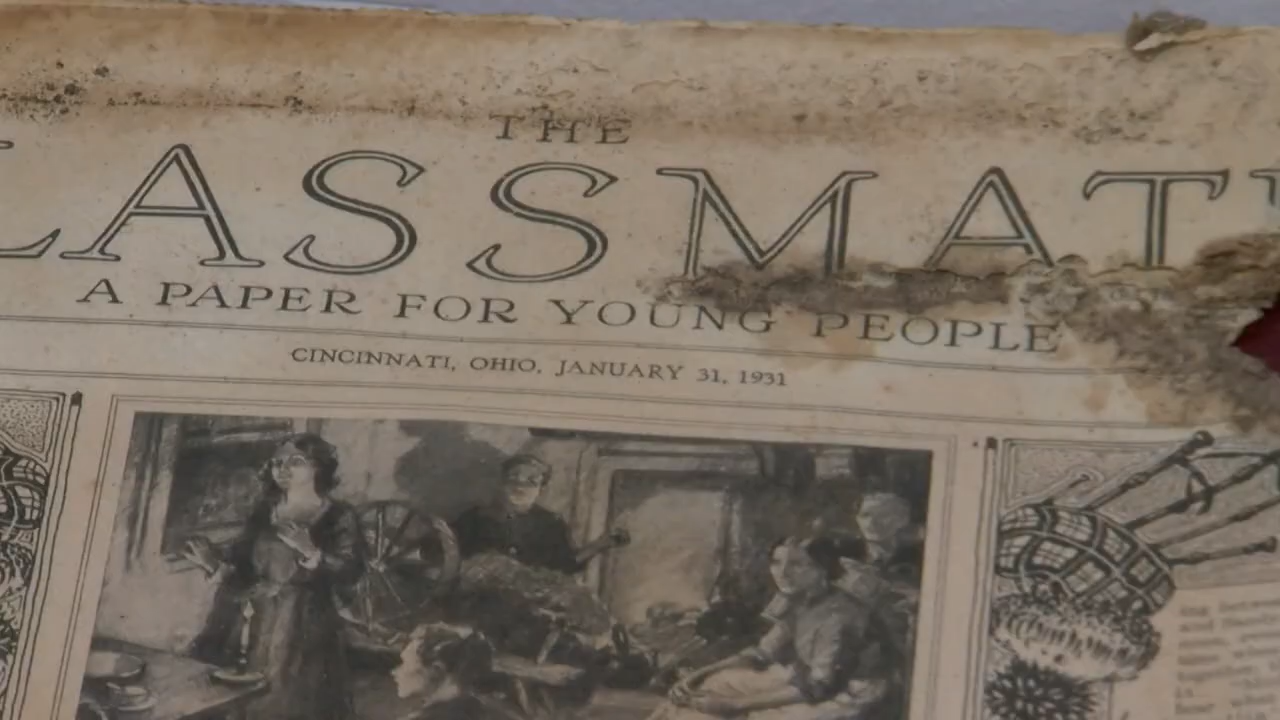 THE
LASSMAT
A PAPER FOR YOUNG PEOPLE
CINCINNATI, OHIO, JANUARY 31, 1931